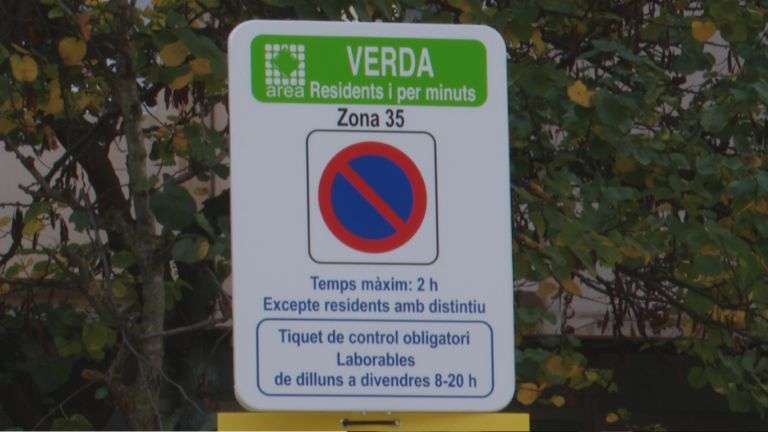 VERDA
àrea Residents i per minuts
Zona 35
Temps màxim: 2 h
Excepte residents amb distintiu
Tiquet de control obligatori
Laborables
de dilluns a divendres 8-20 h